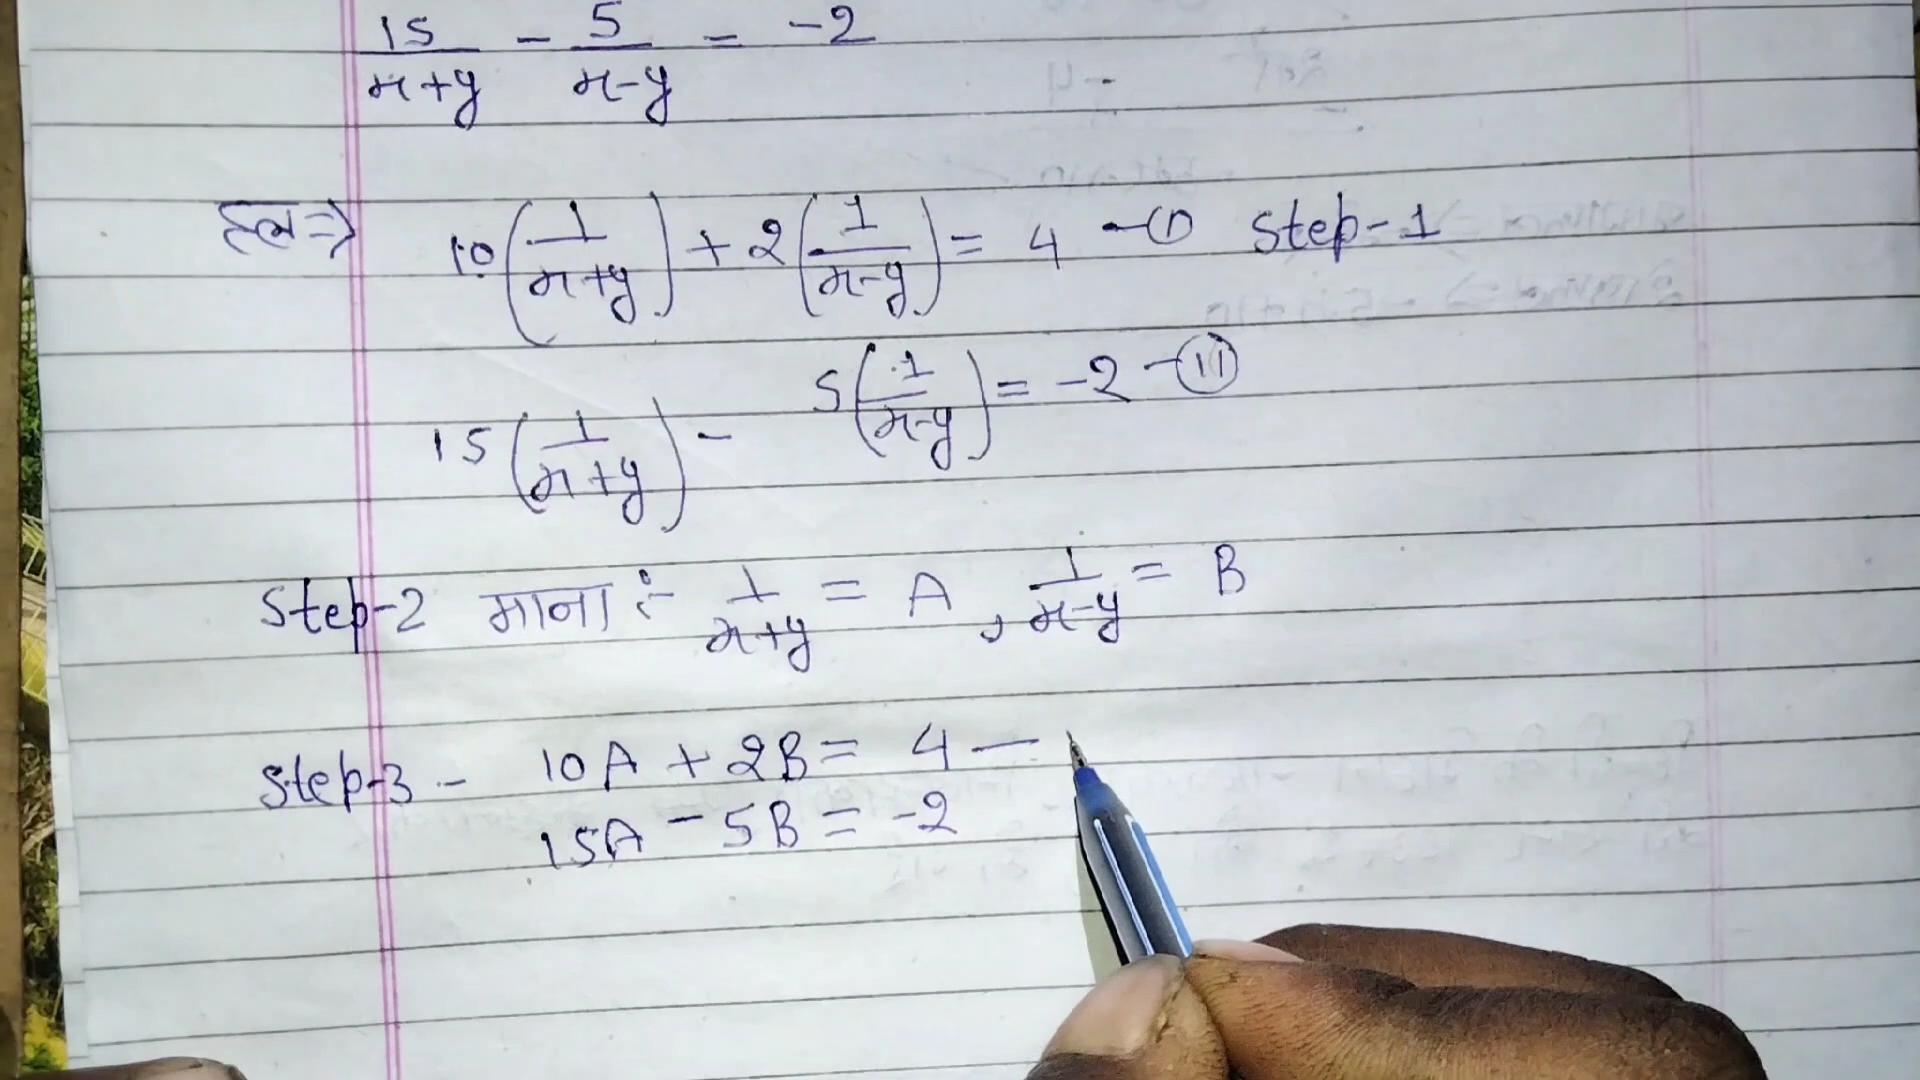 15/(x+y) - 5/(x-y) = -2
हल⇒ 10(1/(x+y)) + 2(1/(x-y)) = 4 -(i) Step-1
15(1/(x+y)) - 5(1/(x-y)) = -2 -(ii)
Step-2 माना :- 1/(x+y) = A, 1/(x-y) = B
Step-3 - 10A + 2B = 4 —
15A - 5B = -2